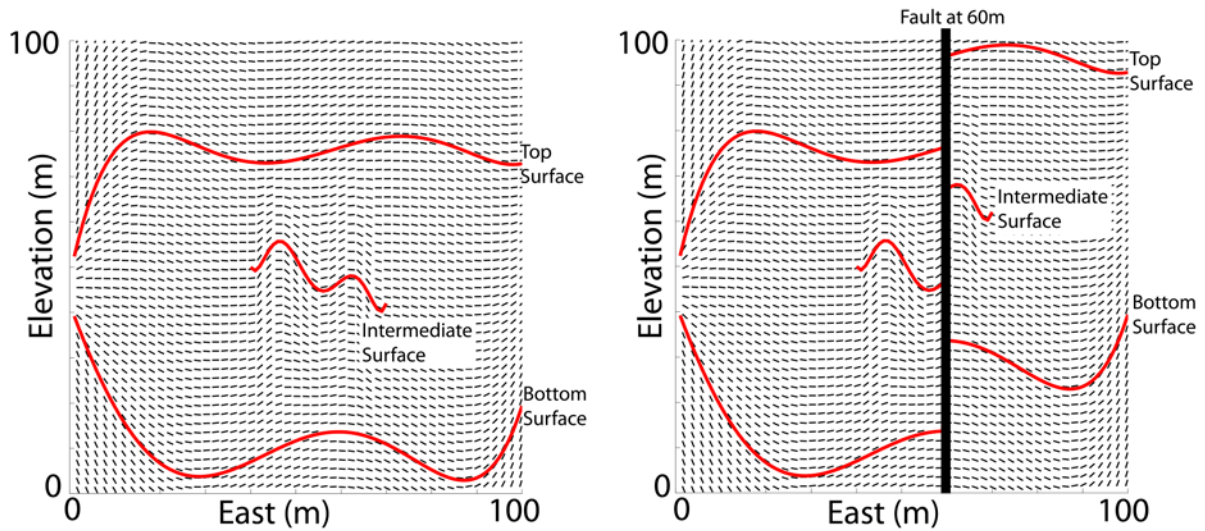 100
Elevation (m)
0
0
East (m)
100
Top
Surface
Intermediate
Surface
Bottom
Surface
Fault at 60m
100
Elevation (m)
0
0
East (m)
100
Top
Surface
Intermediate
Surface
Bottom
Surface